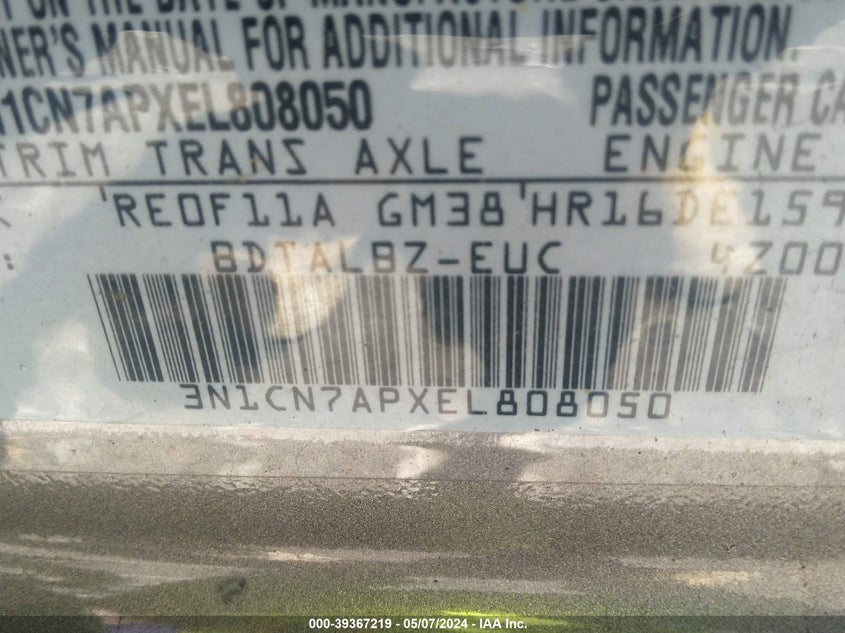 NER'S MANUAL FOR ADDITIONAL INFORMATION.
N1CN7APXEL808050 PASSENGER CA
TRIM TRANS AXLE ENGINE
RE0F11A GM38 HR16DE159
BDTALBZ-EUC 4Z00
3N1CN7APXEL808050
000-39367219 - 05/07/2024 - IAA Inc.